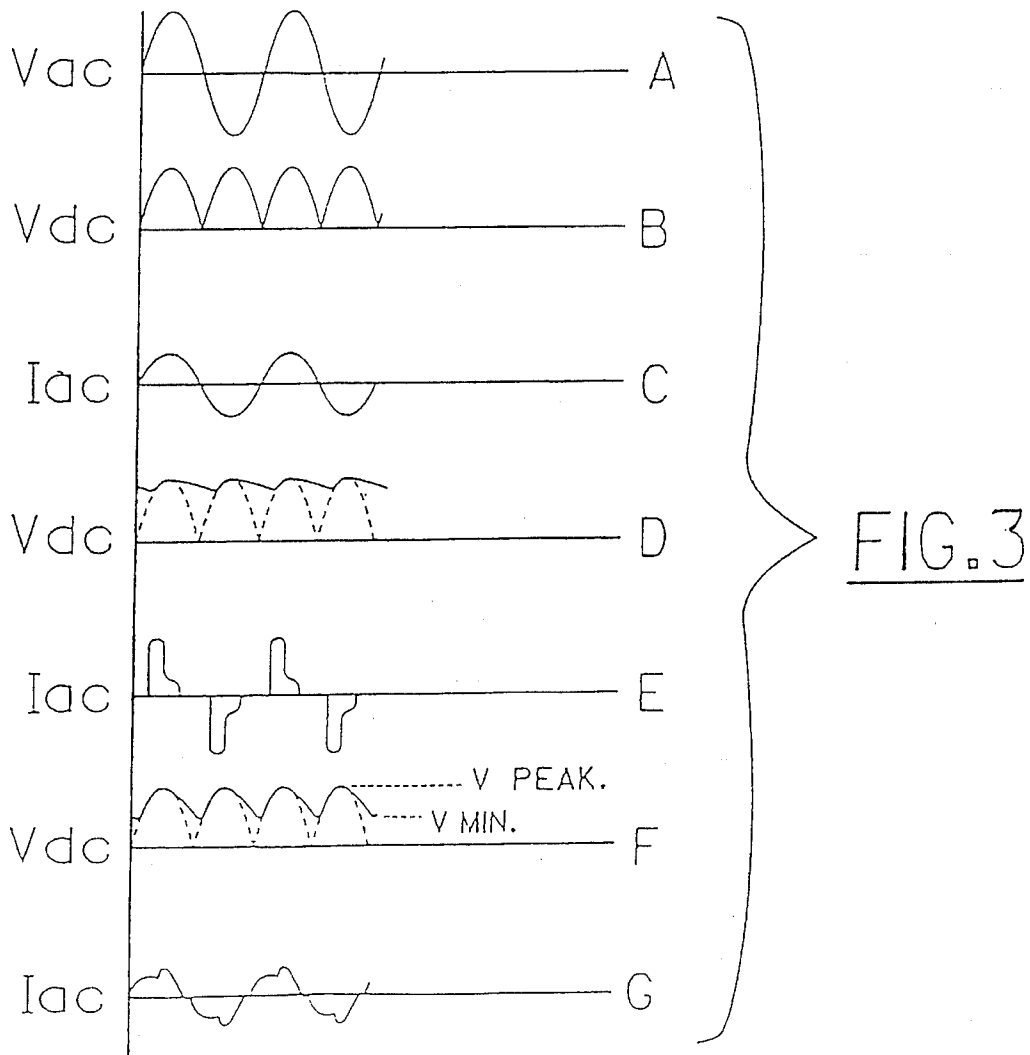 Vac A
Vdc B
Iac C
Vdc D
FIG.3
Iac E
V PEAK.
V MIN.
Vdc F
Iac G